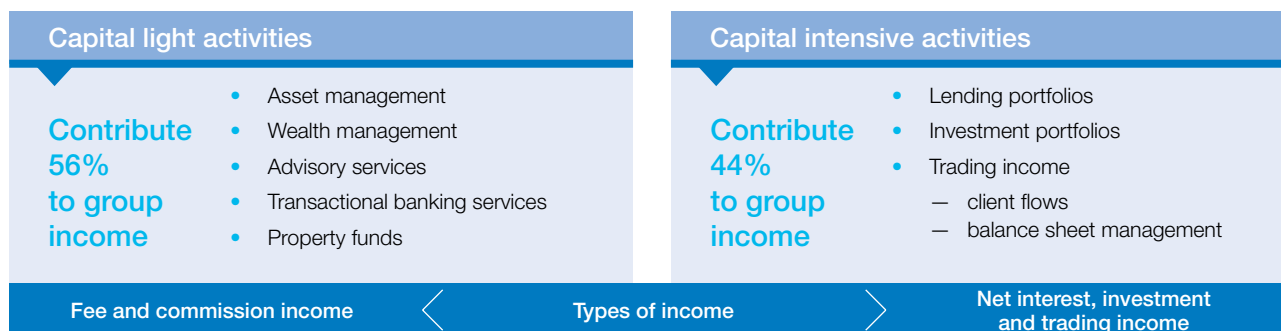 Capital light activities
Contribute
56%
to group
income
• Asset management
• Wealth management
• Advisory services
• Transactional banking services
• Property funds
Capital intensive activities
Contribute
44%
to group
income
• Lending portfolios
• Investment portfolios
• Trading income
— client flows
— balance sheet management
Fee and commission income
Types of income
Net interest, investment
and trading income